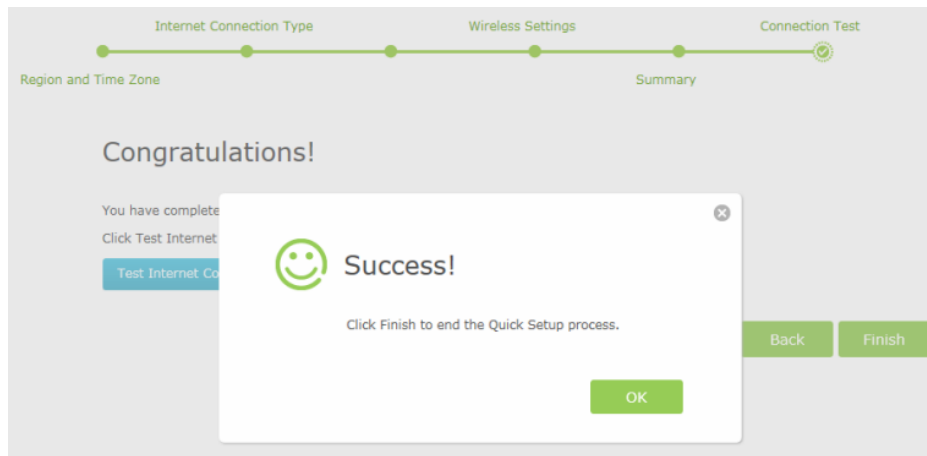 Internet Connection Type
Wireless Settings
Connection Test
Region and Time Zone
Summary
Congratulations!
You have complete
Click Test Internet
Test Internet Co
Success!
Click Finish to end the Quick Setup process.
Back
Finish
OK